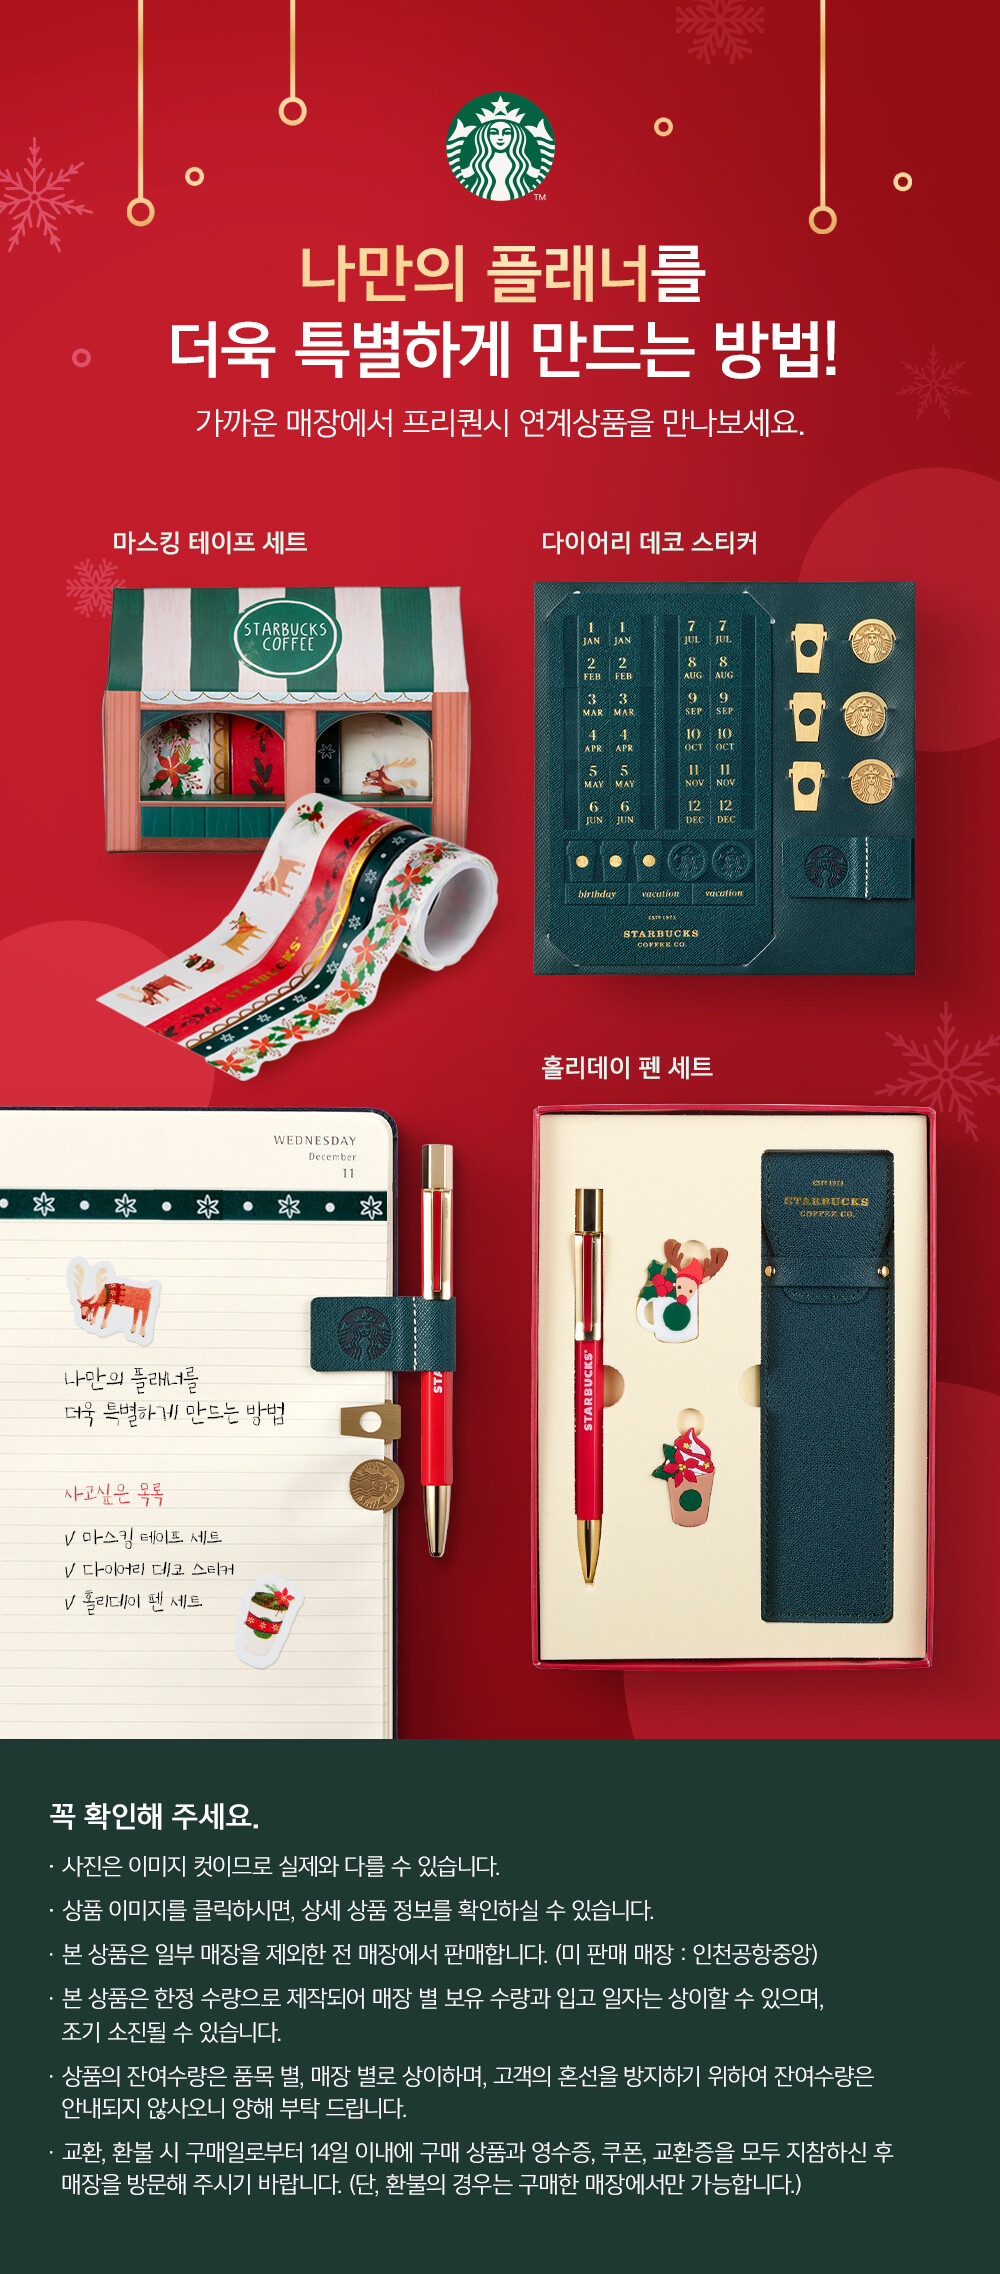 TM
나만의 플래너를
더욱 특별하게 만드는 방법!
가까운 매장에서 프리퀀시 연계상품을 만나보세요.
마스킹 테이프 세트
STARBUCKS
COFFEE
STARBUCKS
다이어리 데코 스티커
1 1 7 7
JAN JAN JUL JUL
2 2 8 8
FEB FEB AUG AUG
3 3 9 9
MAR MAR SEP SEP
4 4 10 10
APR APR OCT OCT
5 5 11 11
MAY MAY NOV NOV
6 6 12 12
JUN JUN DEC DEC
birthday vacation vacation
ESTD 1971
STARBUCKS
COFFEE CO.
WEDNESDAY
December
11
나만의 플래너를
더욱 특별하게 만드는 방법
사고싶은 목록
✓ 마스킹 테이프 세트
✓ 다이어리 데코 스티커
✓ 홀리데이 펜 세트
STA
홀리데이 펜 세트
STARBUCKS
ESTD 1971
STARBUCKS
COFFEE CO.
꼭 확인해 주세요.
· 사진은 이미지 컷이므로 실제와 다를 수 있습니다.
· 상품 이미지를 클릭하시면, 상세 상품 정보를 확인하실 수 있습니다.
· 본 상품은 일부 매장을 제외한 전 매장에서 판매합니다. (미 판매 매장 : 인천공항중앙)
· 본 상품은 한정 수량으로 제작되어 매장 별 보유 수량과 입고 일자는 상이할 수 있으며,
조기 소진될 수 있습니다.
· 상품의 잔여수량은 품목 별, 매장 별로 상이하며, 고객의 혼선을 방지하기 위하여 잔여수량은
안내되지 않사오니 양해 부탁 드립니다.
· 교환, 환불 시 구매일로부터 14일 이내에 구매 상품과 영수증, 쿠폰, 교환증을 모두 지참하신 후
매장을 방문해 주시기 바랍니다. (단, 환불의 경우는 구매한 매장에서만 가능합니다.)